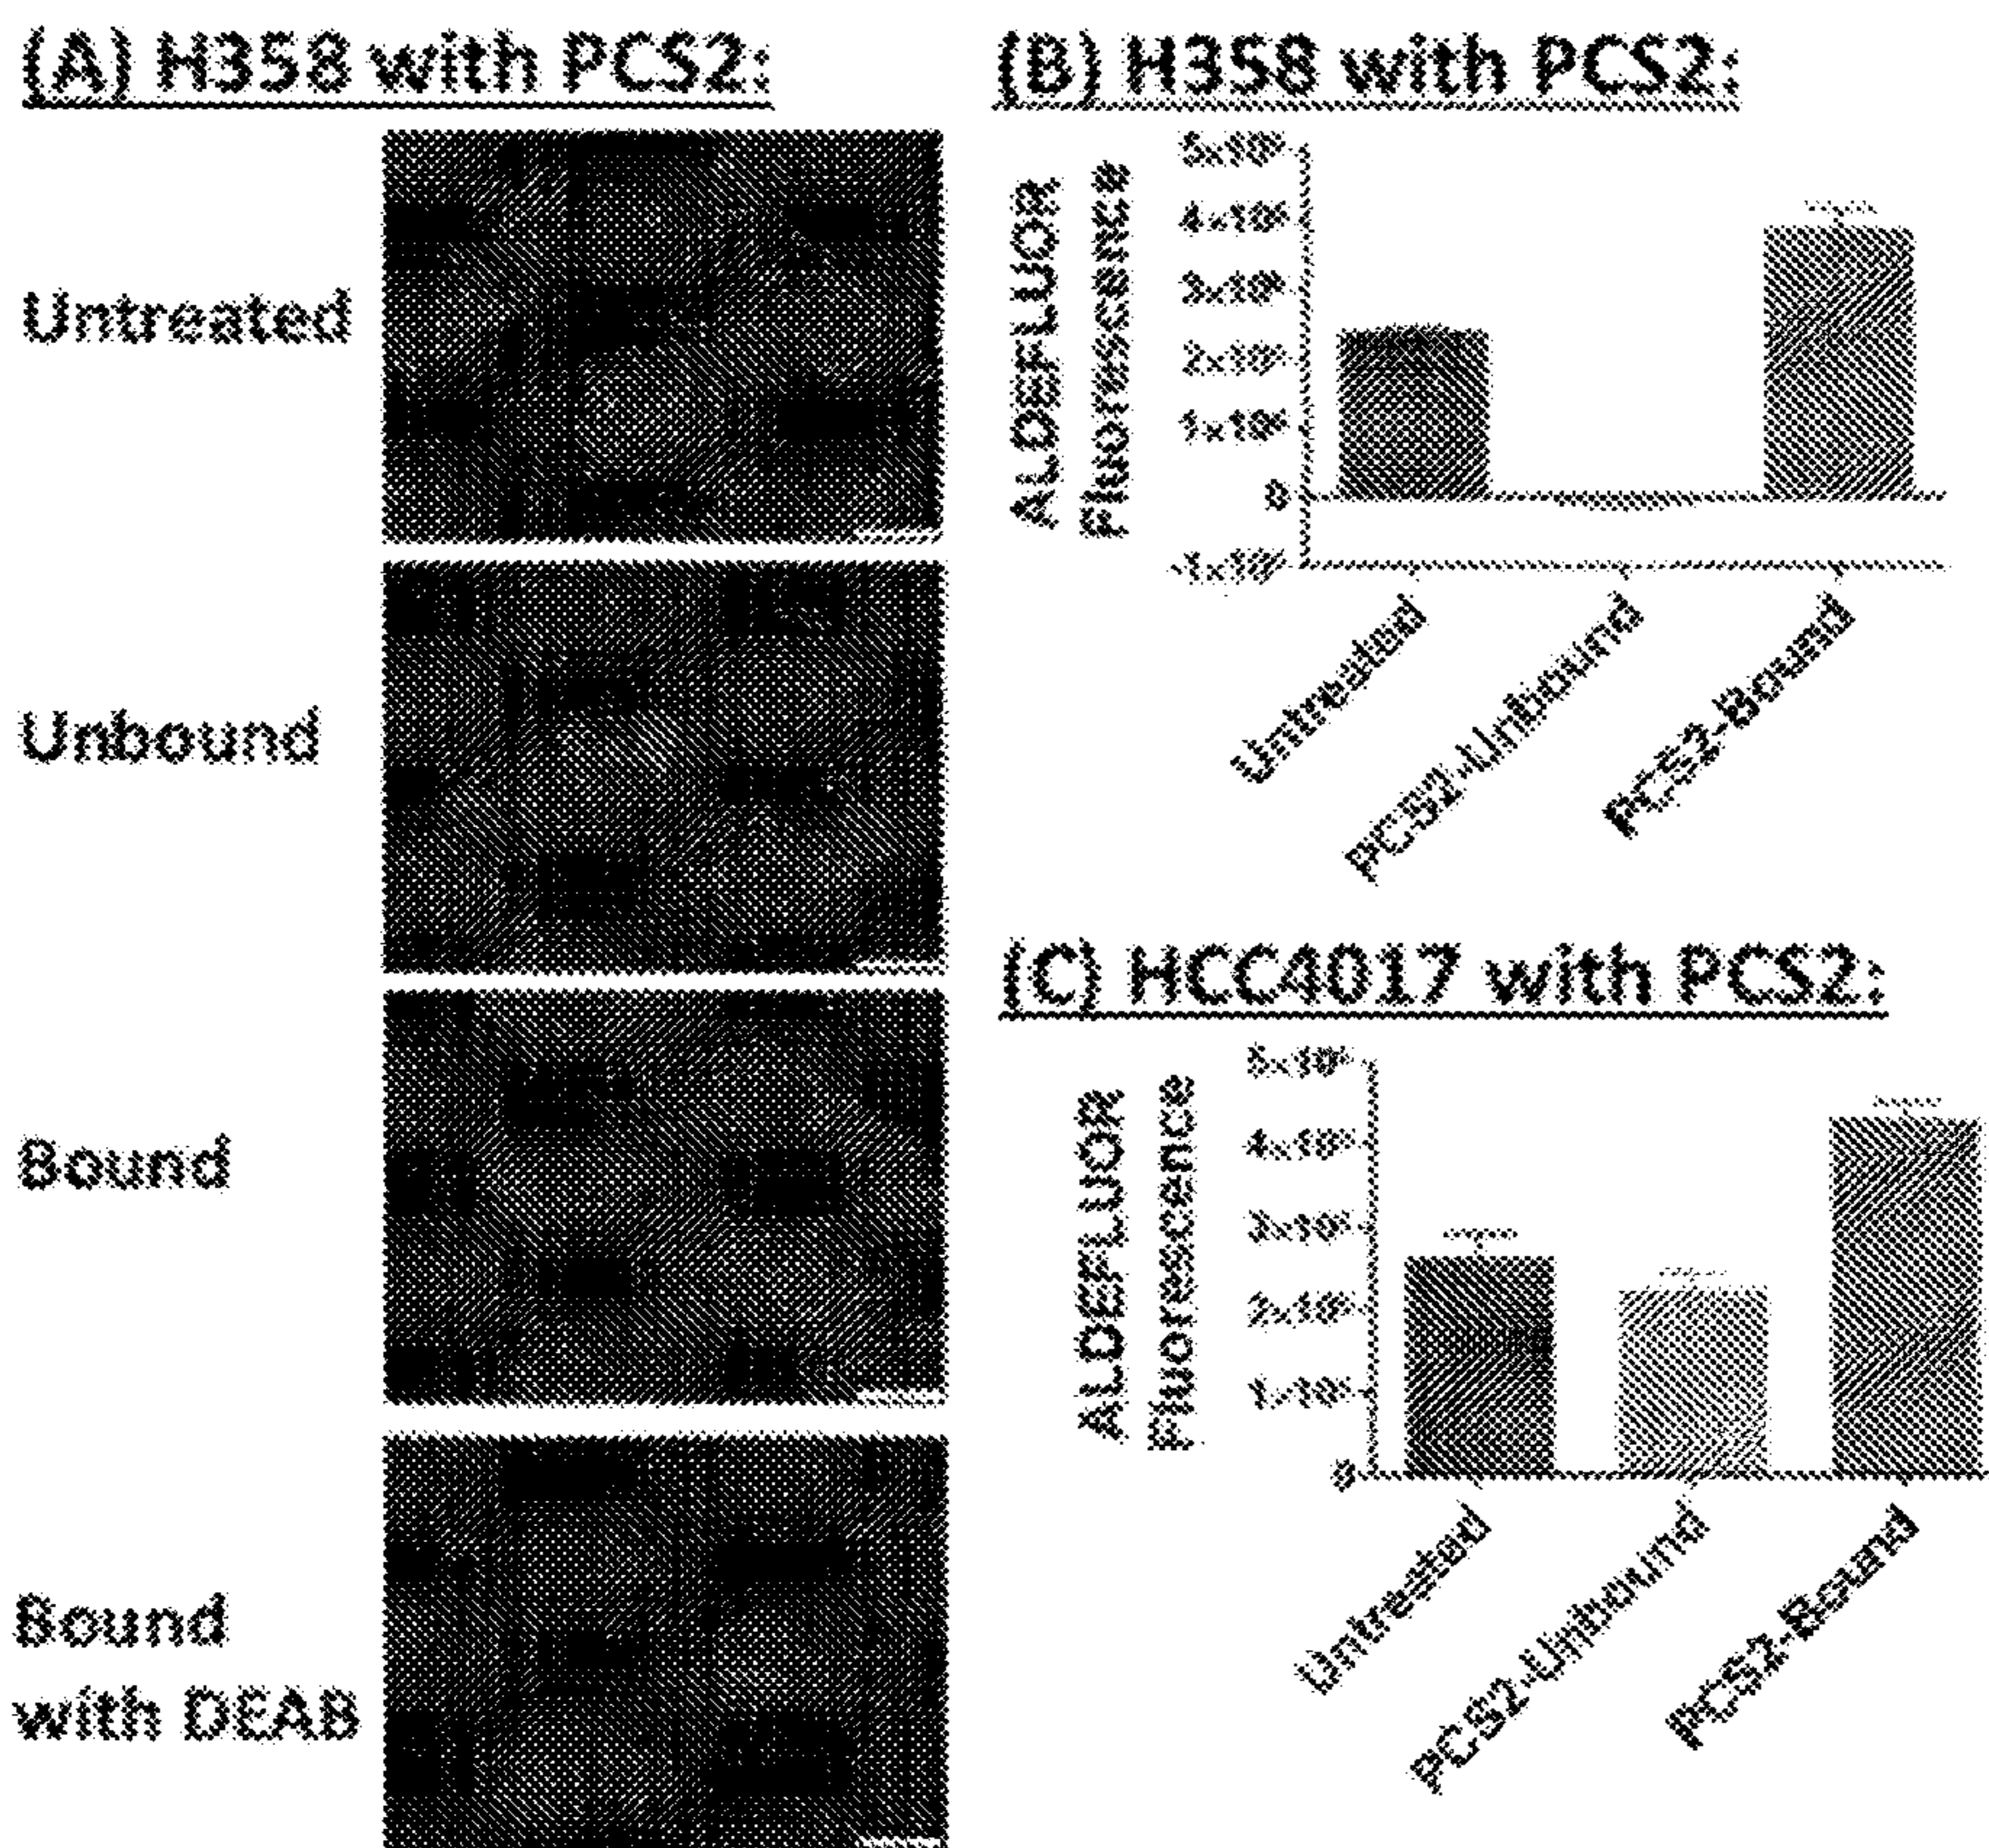 (A) H358 with PCS2:
Untreated
Unbound
Bound
Bound
with DEAB
(B) H358 with PCS2:
ALDEFLUOR
Fluorescence
0
Untreated
PCS2-Unbound
PCS2-Bound
(C) HCC4017 with PCS2:
ALDEFLUOR
Fluorescence
0
Untreated
PCS2-Unbound
PCS2-Bound